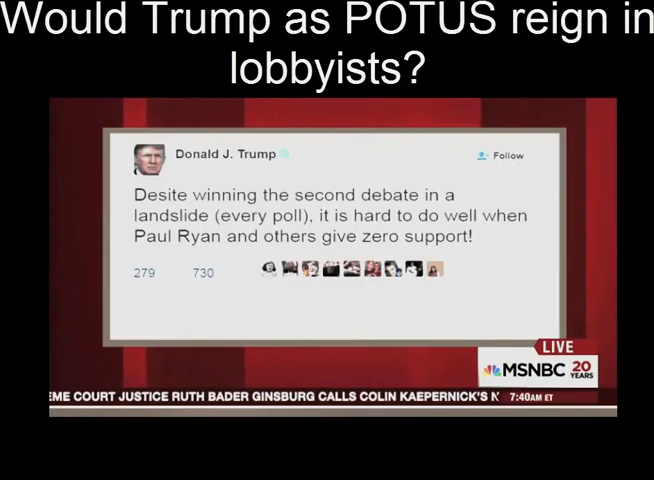 Would Trump as POTUS reign in
lobbyists?
Donald J. Trump
Follow
Desite winning the second debate in a
landslide (every poll), it is hard to do well when
Paul Ryan and others give zero support!
279 730
LIVE
MSNBC 20 YEARS
EME COURT JUSTICE RUTH BADER GINSBURG CALLS COLIN KAEPERNICK'S 7:40AM ET